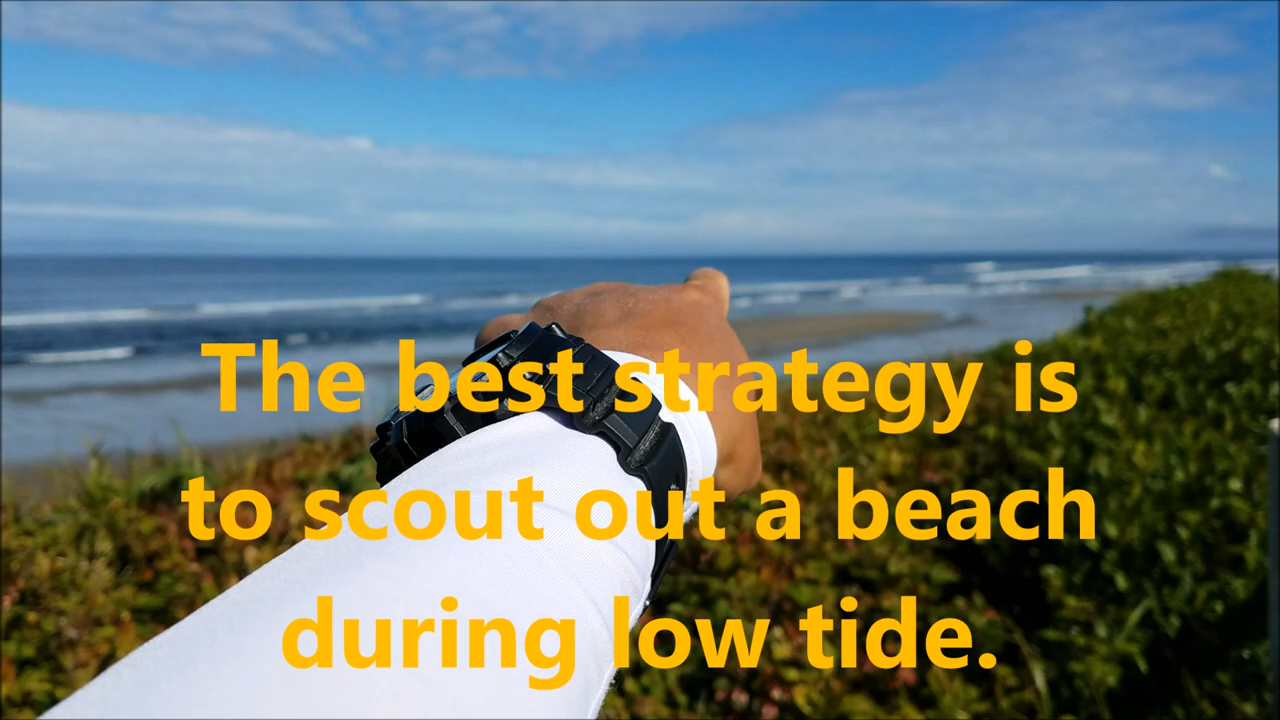 The best strategy is
to scout out a beach
during low tide.